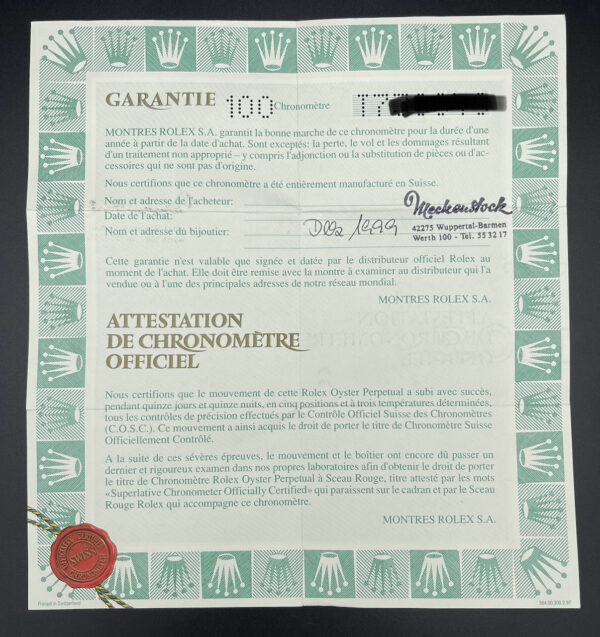 GARANTIE 100 Chronomètre
MONTRES ROLEX S.A. garantit la bonne marche de ce chronomètre pour la durée d'une
année à partir de la date d'achat. Sont exceptés: la perte, le vol et les dommages résultant
d'un traitement non approprié – y compris l'adjonction ou la substitution de pièces ou d'ac-
cessoires qui ne sont pas d'origine.
Nous certifions que ce chronomètre a été entièrement manufacturé en Suisse.
Nom et adresse de l'acheteur:
Date de l'achat:
Nom et adresse du bijoutier:
1999
Meckenstock
42275 Wuppertal-Barmen
Werth 100 - Tel. 55 32 17
Cette garantie n'est valable que signée et datée par le distributeur officiel Rolex au
moment de l'achat. Elle doit être remise avec la montre à examiner au distributeur qui l'a
vendue ou à l'une des principales adresses de notre réseau mondial.
MONTRES ROLEX S.A.
ATTESTATION
DE CHRONOMÈTRE
OFFICIEL
Nous certifions que le mouvement de cette Rolex Oyster Perpetual a subi avec succès,
pendant quinze jours et quinze nuits, en cinq positions et à trois températures déterminées,
tous les contrôles de précision effectués par le Contrôle Officiel Suisse des Chronomètres
(C.O.S.C.). Ce mouvement a ainsi acquis le droit de porter le titre de Chronomètre Suisse
Officiellement Contrôlé.
A la suite de ces sévères épreuves, le mouvement et le boîtier ont encore dû passer un
dernier et rigoureux examen dans nos propres laboratoires afin d'obtenir le droit de porter
le titre de Chronomètre Rolex Oyster Perpetual à Sceau Rouge, titre attesté par les mots
«Superlative Chronometer Officially Certified» qui paraissent sur le cadran et par le Sceau
Rouge Rolex qui accompagne ce chronomètre.
MONTRES ROLEX S.A.
SWISS
Printed in Switzerland